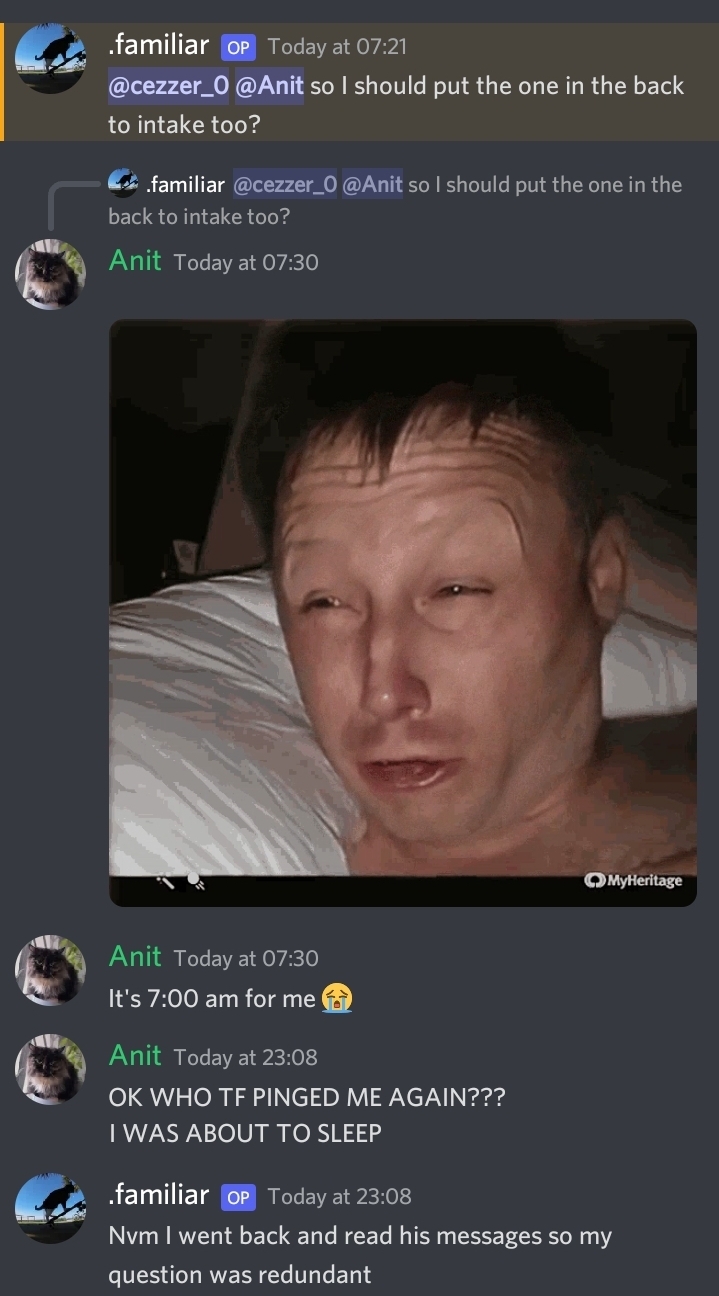 .familiar OP Today at 07:21
@cezzer_0 @Anit so I should put the one in the back
to intake too?
.familiar @cezzer_0 @Anit so I should put the one in the
back to intake too?
Anit Today at 07:30
MyHeritage
Anit Today at 07:30
It's 7:00 am for me 😭
Anit Today at 23:08
OK WHO TF PINGED ME AGAIN???
I WAS ABOUT TO SLEEP
.familiar OP Today at 23:08
Nvm I went back and read his messages so my
question was redundant